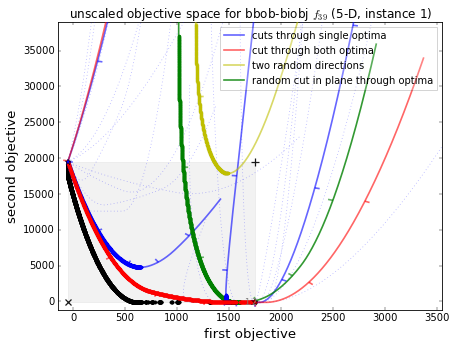 unscaled objective space for bbob-biobj f39 (5-D, instance 1)
cuts through single optima
cut through both optima
two random directions
random cut in plane through optima
second objective
35000
30000
25000
20000
15000
10000
5000
0
0
500
1000
1500
2000
2500
3000
3500
first objective